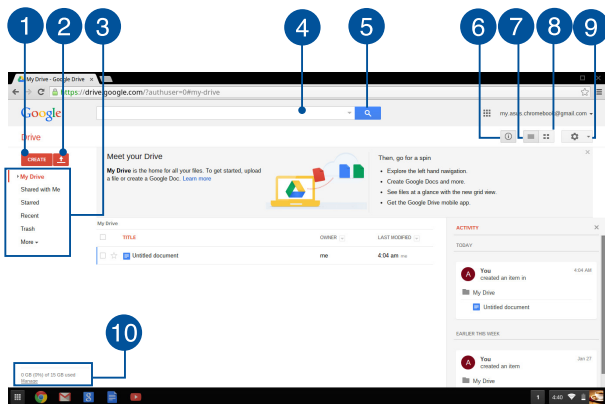 1 2 3 4 5 6 7 8 9
My Drive - Google Drive ×
https://drive.google.com/?authuser=0#my-drive
Google
my.asus.chromebook@gmail.com
Drive
CREATE
My Drive
Shared with Me
Starred
Recent
Trash
More
Meet your Drive
My Drive is the home for all your files. To get started, upload
a file or create a Google Doc. Learn more
Then, go for a spin
• Explore the left hand navigation.
• Create Google Docs and more.
• See files at a glance with the new grid view.
• Get the Google Drive mobile app.
My Drive
TITLE OWNER LAST MODIFIED
Untitled document me 4:04 am me
ACTIVITY ×
TODAY
A You 4:04 AM
created an item in
My Drive
Untitled document
EARLIER THIS WEEK
A You Jan 27
created an item
My Drive
10
0 GB (0%) of 15 GB used
Manage
8
1 4:40